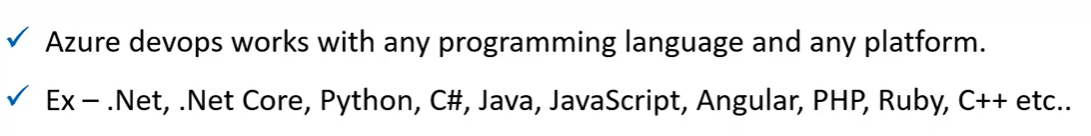 ✓ Azure devops works with any programming language and any platform.
✓ Ex – .Net, .Net Core, Python, C#, Java, JavaScript, Angular, PHP, Ruby, C++ etc..